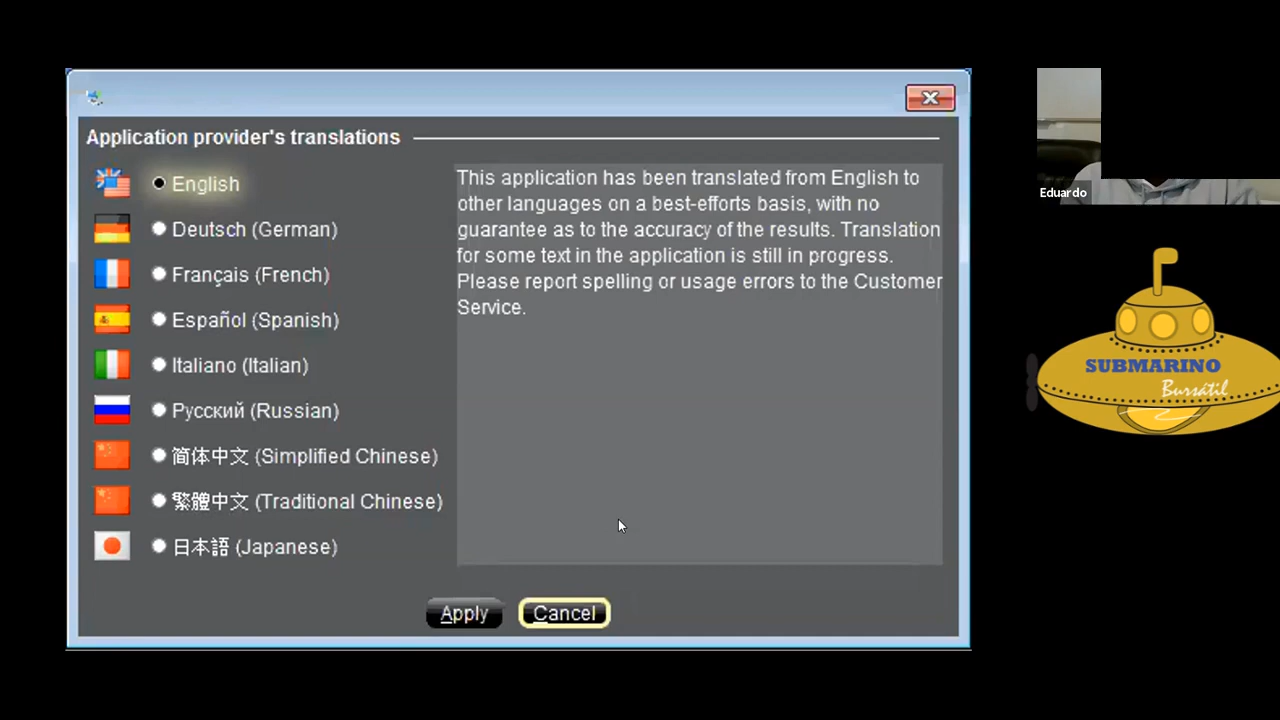 Application provider's translations
English
Deutsch (German)
Français (French)
Español (Spanish)
Italiano (Italian)
Русский (Russian)
简体中文 (Simplified Chinese)
繁體中文 (Traditional Chinese)
日本語 (Japanese)
This application has been translated from English to
other languages on a best-efforts basis, with no
guarantee as to the accuracy of the results. Translation
for some text in the application is still in progress.
Please report spelling or usage errors to the Customer
Service.
Apply
Cancel
Eduardo
SUBMARINO
Bursátil